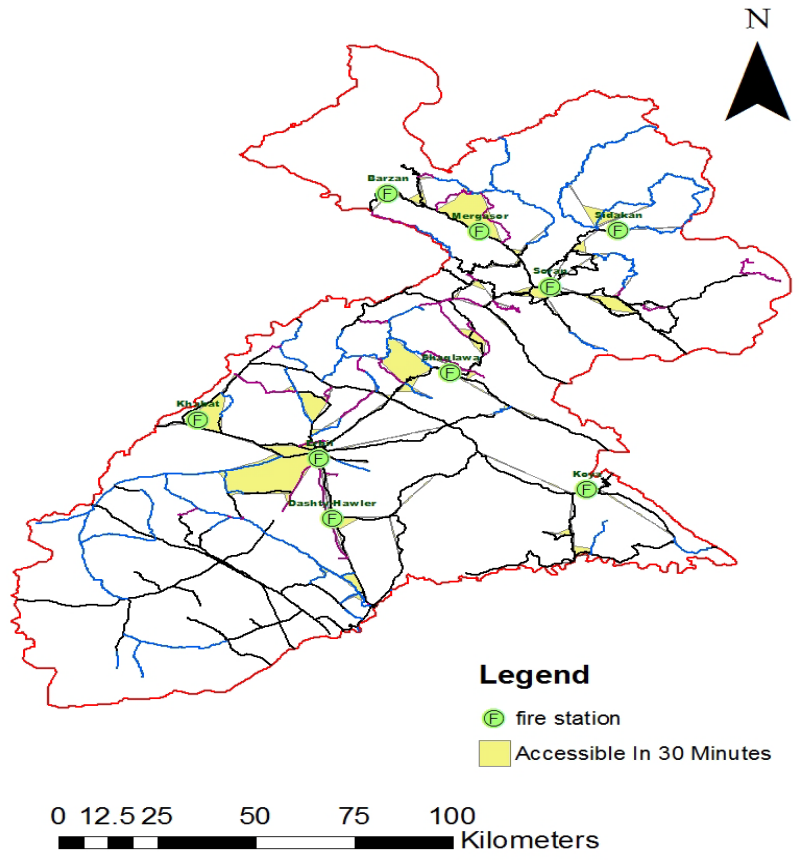 N
Barzan
Mergusor
Sidakan
Soran
Shaqlawa
Khabat
Erbil
Koya
Dashty Hawler
Legend
F fire station
Accessible In 30 Minutes
0 12.5 25 50 75 100
Kilometers